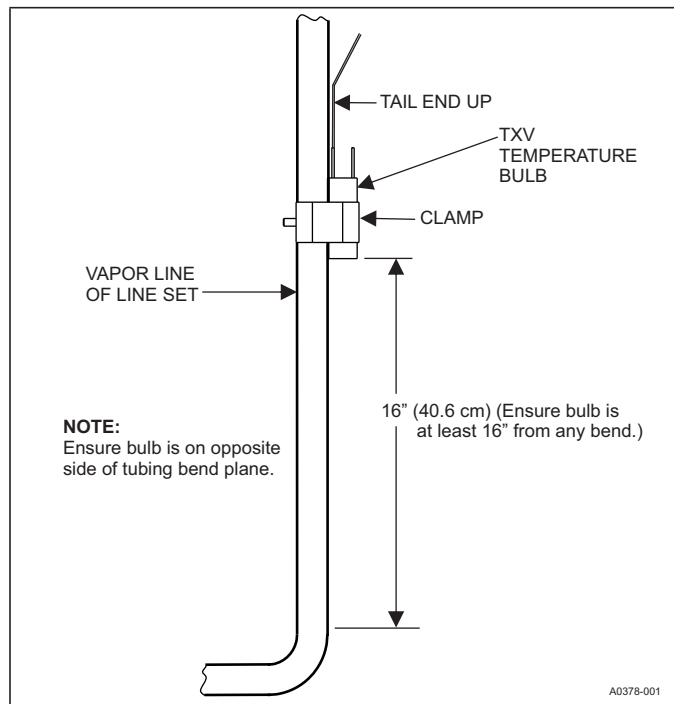 TAIL END UP
TXV
TEMPERATURE
BULB
CLAMP
VAPOR LINE
OF LINE SET
16” (40.6 cm) (Ensure bulb is
at least 16” from any bend.)
NOTE:
Ensure bulb is on opposite
side of tubing bend plane.
A0378-001